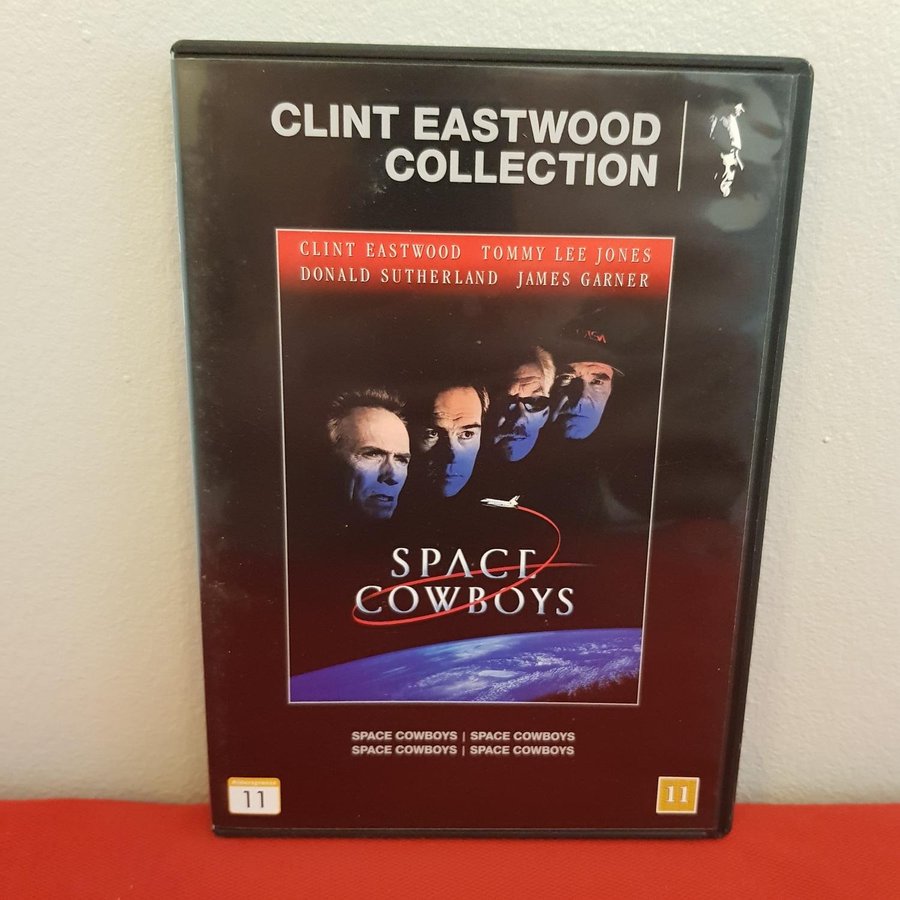 CLINT EASTWOOD
COLLECTION
CLINT EASTWOOD TOMMY LEE JONES
DONALD SUTHERLAND JAMES GARNER
SPACE
COWBOYS
SPACE COWBOYS | SPACE COWBOYS
SPACE COWBOYS | SPACE COWBOYS
11
11